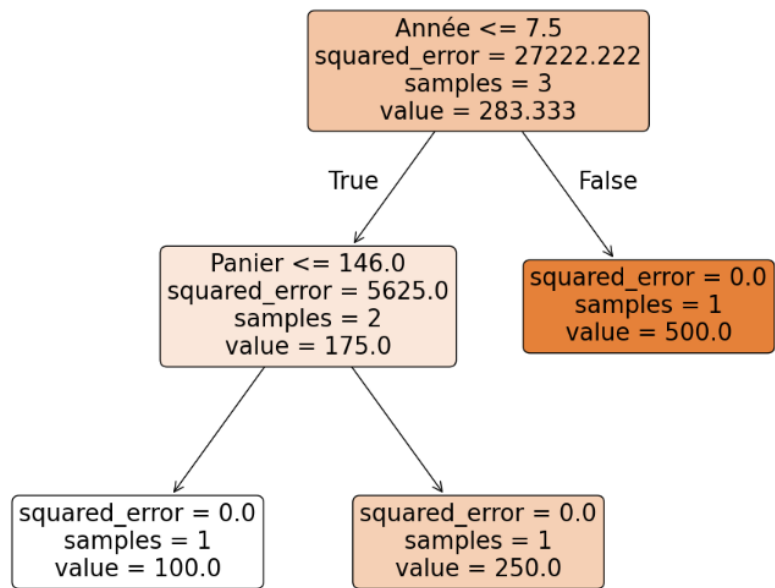 Année <= 7.5
squared_error = 27222.222
samples = 3
value = 283.333
True
False
Panier <= 146.0
squared_error = 5625.0
samples = 2
value = 175.0
squared_error = 0.0
samples = 1
value = 500.0
squared_error = 0.0
samples = 1
value = 100.0
squared_error = 0.0
samples = 1
value = 250.0